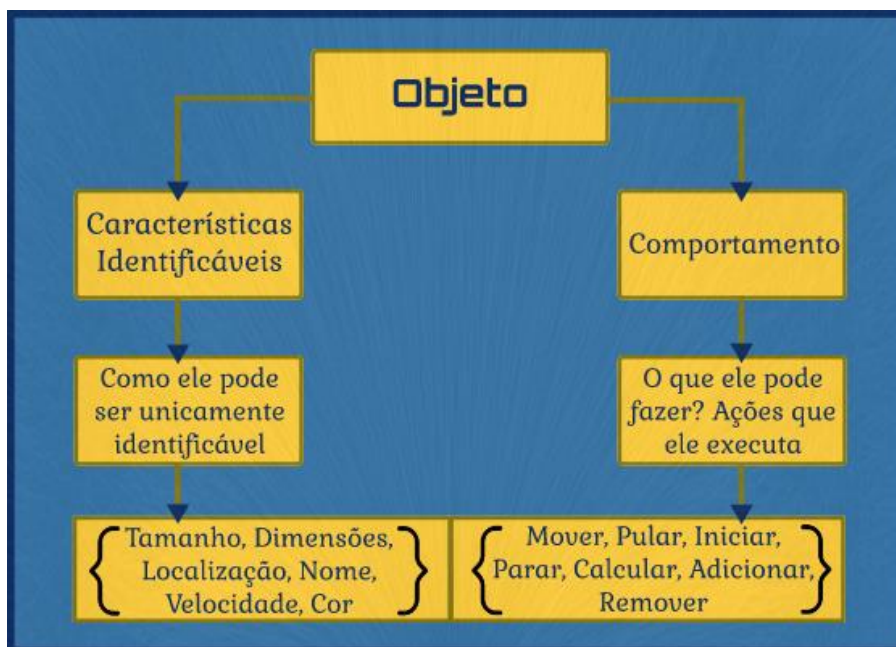 Objeto
Característícas
Identificáveis
Comportamento
Como ele pode
ser unicamente
identificável
O que ele pode
fazer? Ações que
ele executa
{Tamanho, Dimensões,
Localização, Nome,
Velocidade, Cor}
{Mover, Pular, Iniciar,
Parar, Calcular, Adicionar,
Remover}